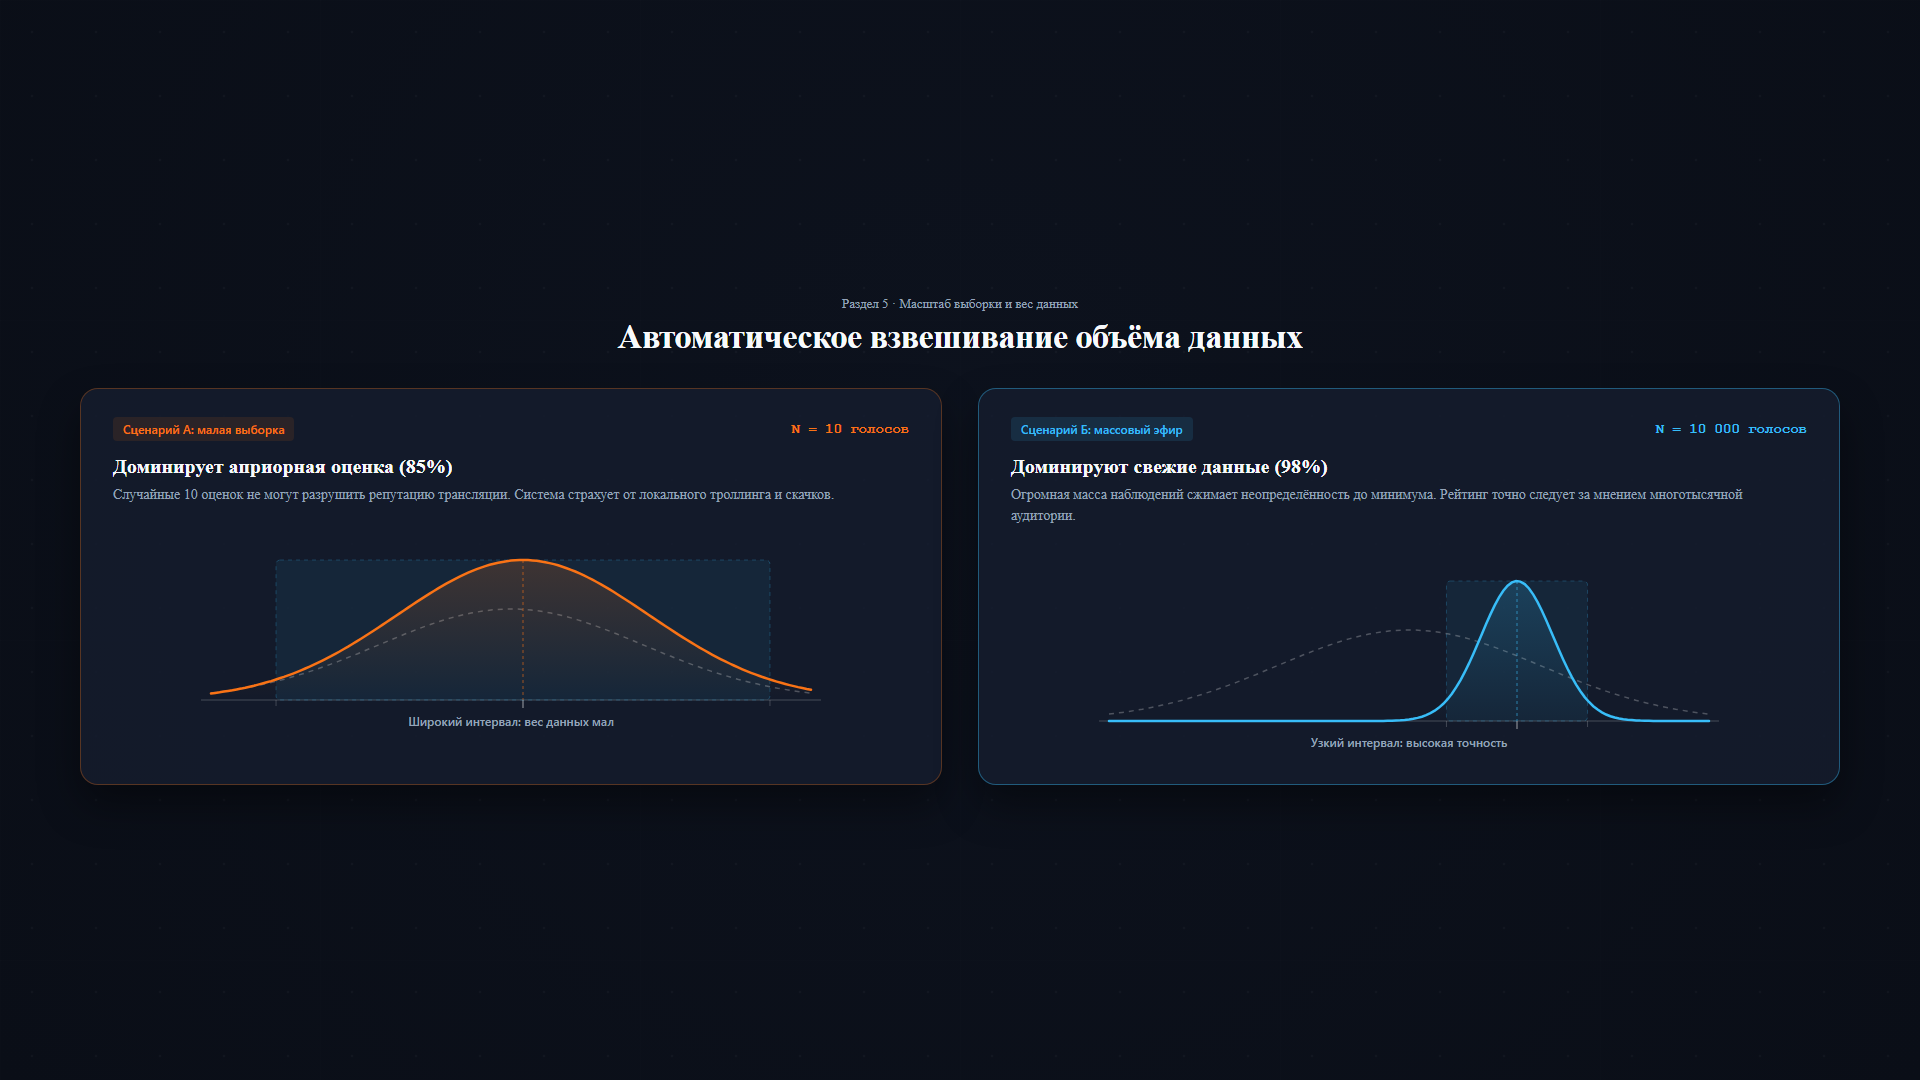 Раздел 5 · Масштаб выборки и вес данных
Автоматическое взвешивание объёма данных
Сценарий А: малая выборка
N = 10 голосов
Доминирует априорная оценка (85%)
Случайные 10 оценок не могут разрушить репутацию трансляции. Система страхует от локального троллинга и скачков.
Широкий интервал: вес данных мал
Сценарий Б: массовый эфир
N = 10 000 голосов
Доминируют свежие данные (98%)
Огромная масса наблюдений сжимает неопределённость до минимума. Рейтинг точно следует за мнением многотысячной
аудитории.
Узкий интервал: высокая точность